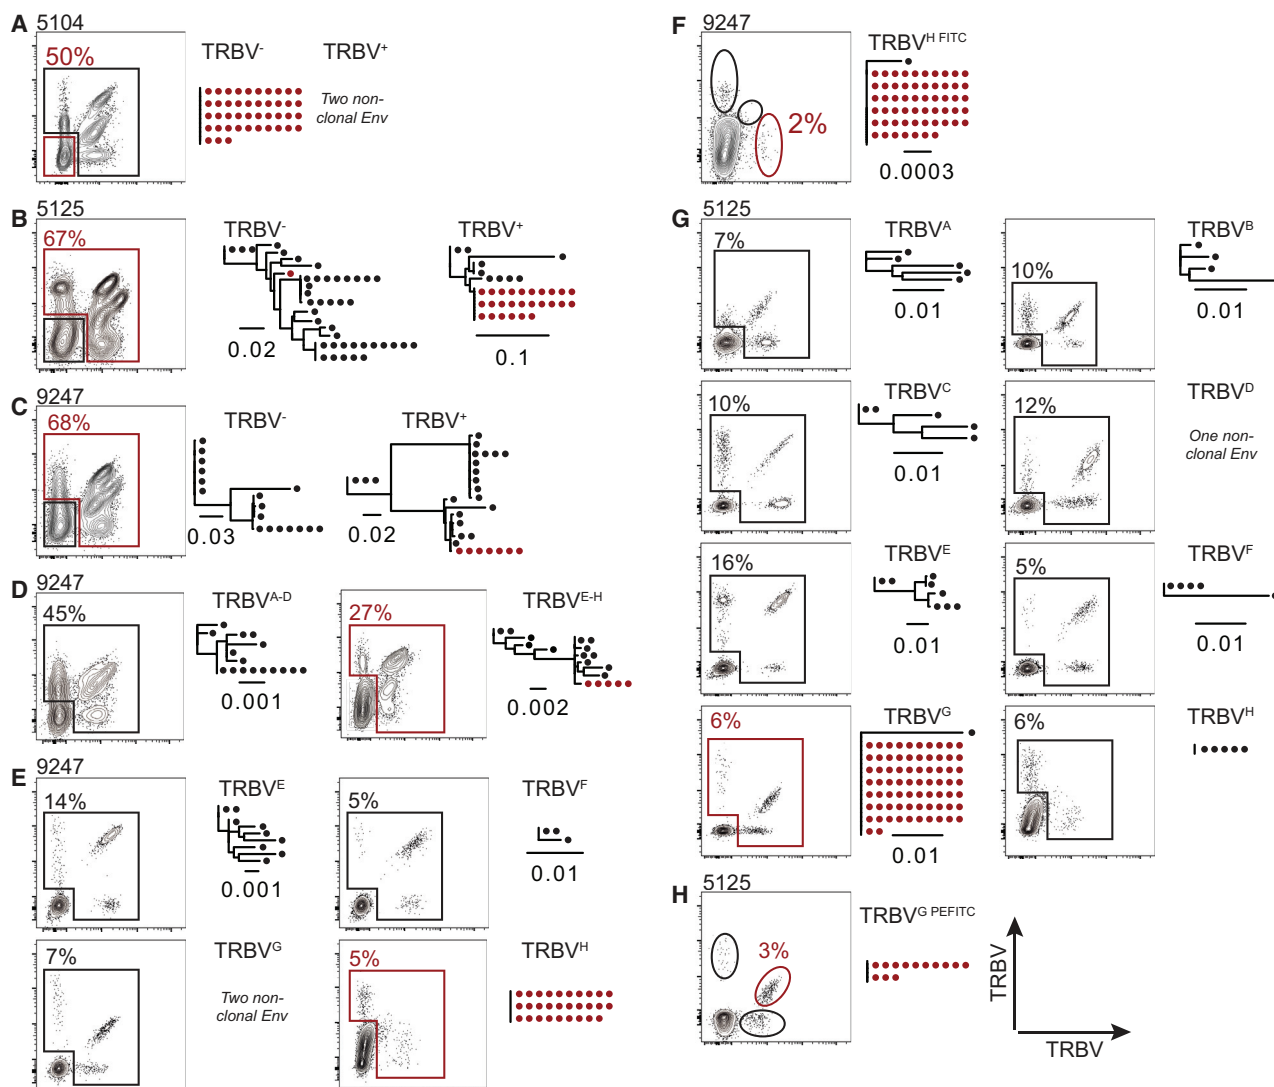 A
5104
50%
TRBV-
TRBV+
Two non-
clonal Env
B
5125
67%
TRBV-
0.02
TRBV+
0.1
C
9247
68%
TRBV-
0.03
TRBV+
0.02
D
9247
45%
TRBVA-D
0.001
27%
TRBVE-H
0.002
E
9247
14%
TRBVE
0.001
5%
TRBVF
0.01
7%
TRBVG
Two non-
clonal Env
5%
TRBVH
F
9247
2%
TRBVH FITC
0.0003
G
5125
7%
TRBVA
0.01
10%
TRBVB
0.01
10%
TRBVC
0.01
12%
TRBVD
One non-
clonal Env
16%
TRBVE
0.01
5%
TRBVF
0.01
6%
TRBVG
0.01
6%
TRBVH
H
5125
3%
TRBVG PEFITC
TRBV
TRBV